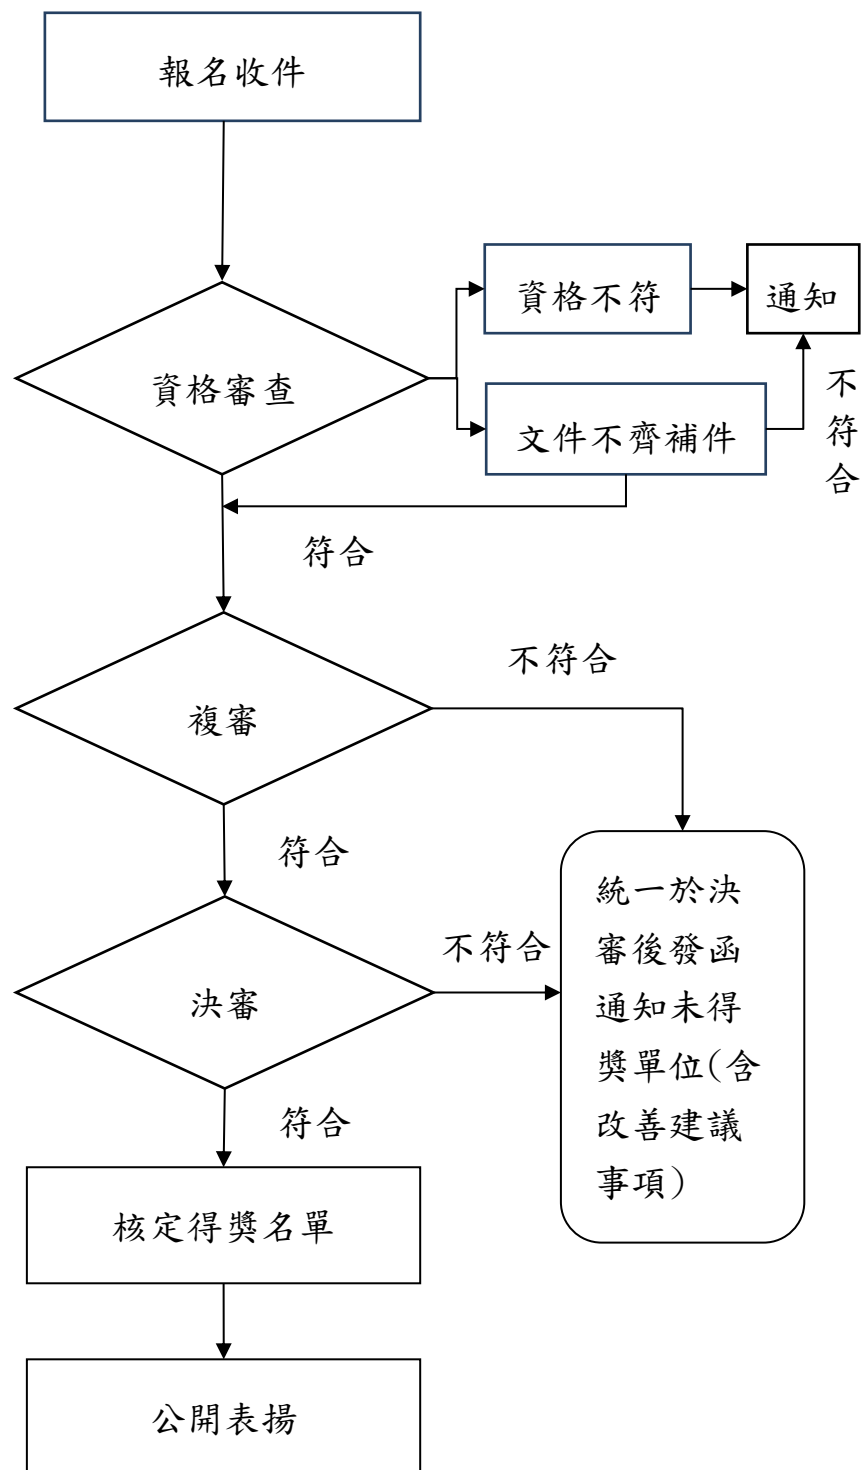 報名收件
資格不符
通知
資格審查
文件不齊補件
不
符
合
符合
不符合
複審
符合
統一於決
審後發函
通知未得
獎單位(含
改善建議
事項)
不符合
決審
符合
核定得獎名單
公開表揚